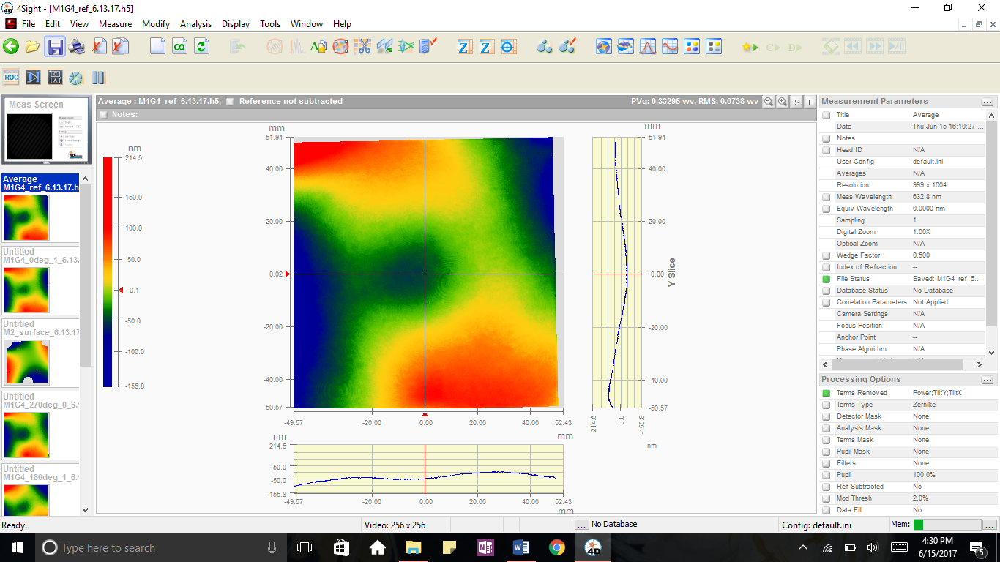 4Sight - [M1G4_ref_6.13.17.h5]
File Edit View Measure Modify Analysis Display Tools Window Help
ROC
Meas Screen
Average
M1G4_ref_6.13.17.h
Untitled
M1G4_0deg_1_6.13.
Untitled
M2_surface_6.13.17
Untitled
M1G4_270deg_0_6.
Untitled
M1G4_180deg_1_6.
Average : M1G4_ref_6.13.17.h5, Reference not subtracted PVq: 0.33295 wv, RMS: 0.0738 wv S H
Notes:
nm
214.5
150.0
100.0
50.0
-0.1
-50.0
-100.0
-155.8
mm
51.94
40.00
20.00
0.02
-20.00
-40.00
-50.57
-49.57 -20.00 0.00 20.00 40.00 52.43
mm
mm
51.94
40.00
20.00
0.00
-20.00
-40.00
-50.57
Y Slice
214.5 0.0 -155.8
nm
nm
214.5
50.0
-50.0
-155.8
-49.57 -20.00 0.00 20.00 40.00 52.43
mm
Measurement Parameters ...
Title Average
Date Thu Jun 15 16:10:27 ...
Notes
Head ID N/A
User Config default.ini
Averages N/A
Resolution 999 x 1004
Meas Wavelength 632.8 nm
Equiv Wavelength 0.0000 nm
Sampling 1
Digital Zoom 1.00X
Optical Zoom N/A
Wedge Factor 0.500
Index of Refraction --
File Status Saved: M1G4_ref_6....
Database Status No Database
Correlation Parameters Not Applied
Camera Settings N/A
Focus Position N/A
Anchor Point --
Phase Algorithm N/A
Processing Options ...
Terms Removed Power;TiltY;TiltX
Terms Type Zernike
Detector Mask None
Analysis Mask None
Terms Mask None
Pupil Mask None
Filters None
Pupil 100.0%
Ref Subtracted No
Mod Thresh 2.0%
Data Fill No
Ready. Video: 256 x 256 ... No Database Config: default.ini Mem: ...
Type here to search
4:30 PM
6/15/2017
5